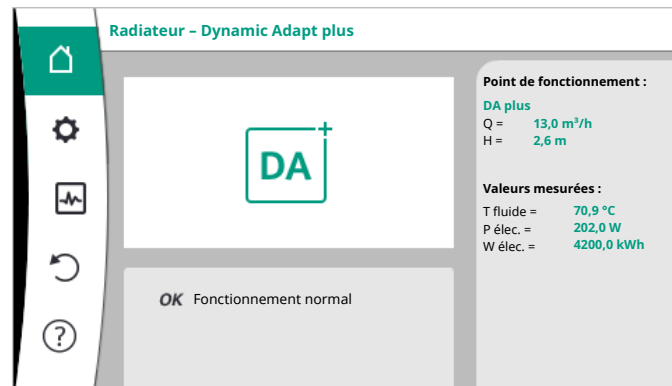 Radiateur – Dynamic Adapt plus
DA+
OK Fonctionnement normal
Point de fonctionnement :
DA plus
Q = 13,0 m³/h
H = 2,6 m
Valeurs mesurées :
T fluide = 70,9 °C
P élec. = 202,0 W
W élec. = 4200,0 kWh
?